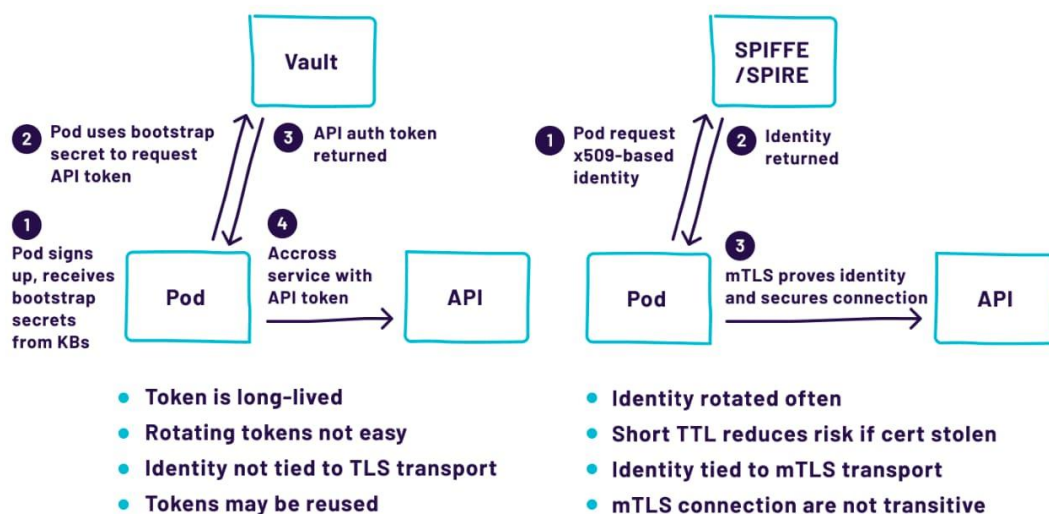 Vault
2
Pod uses bootstrap
secret to request
API token
3
API auth token
returned
1
Pod signs
up, receives
bootstrap
secrets
from KBs
Pod
4
Accross
service with
API token
API
Token is long-lived
Rotating tokens not easy
Identity not tied to TLS transport
Tokens may be reused
SPIFFE
/SPIRE
1
Pod request
x509-based
identity
2
Identity
returned
Pod
3
mTLS proves identity
and secures connection
API
Identity rotated often
Short TTL reduces risk if cert stolen
Identity tied to mTLS transport
mTLS connection are not transitive